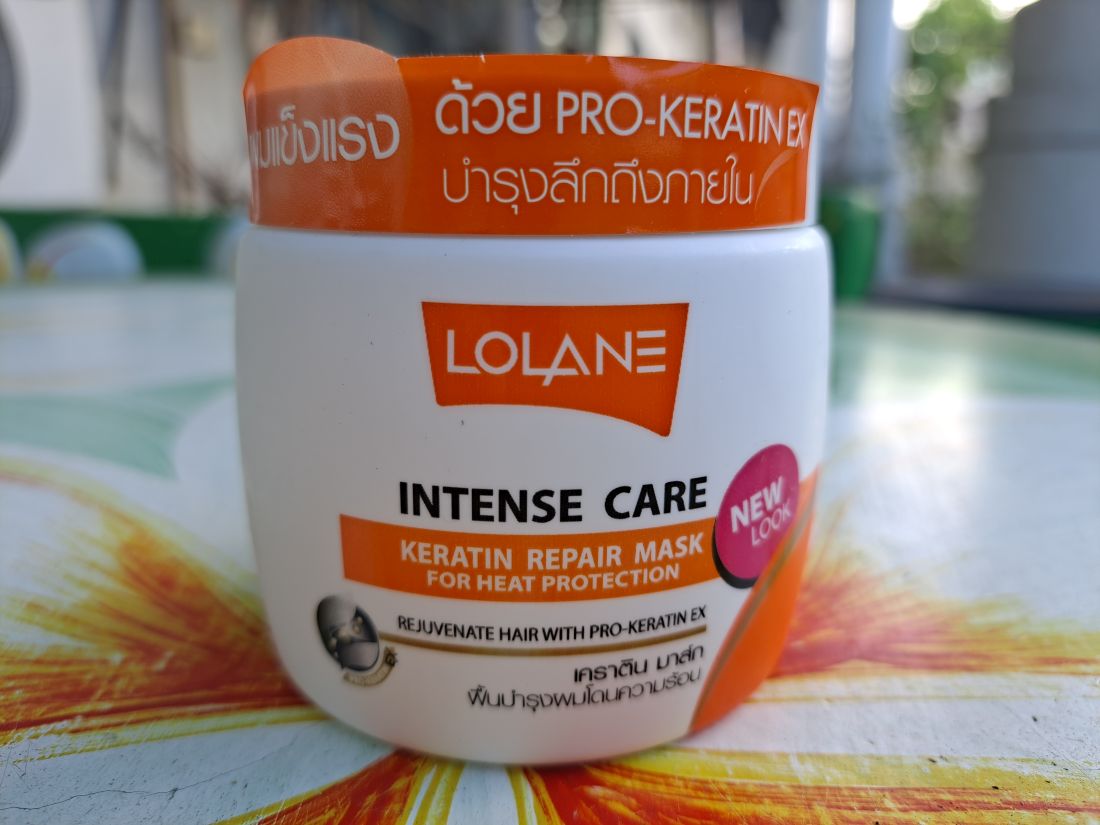 ผมแข็งแรง
ด้วย PRO-KERATIN EX
บำรุงลึกถึงภายใน
LOLANE
INTENSE CARE
NEW
LOOK
KERATIN REPAIR MASK
FOR HEAT PROTECTION
REJUVENATE HAIR WITH PRO-KERATIN EX
เคราติน มาส์ก
ฟื้นบำรุงผมโดนความร้อน